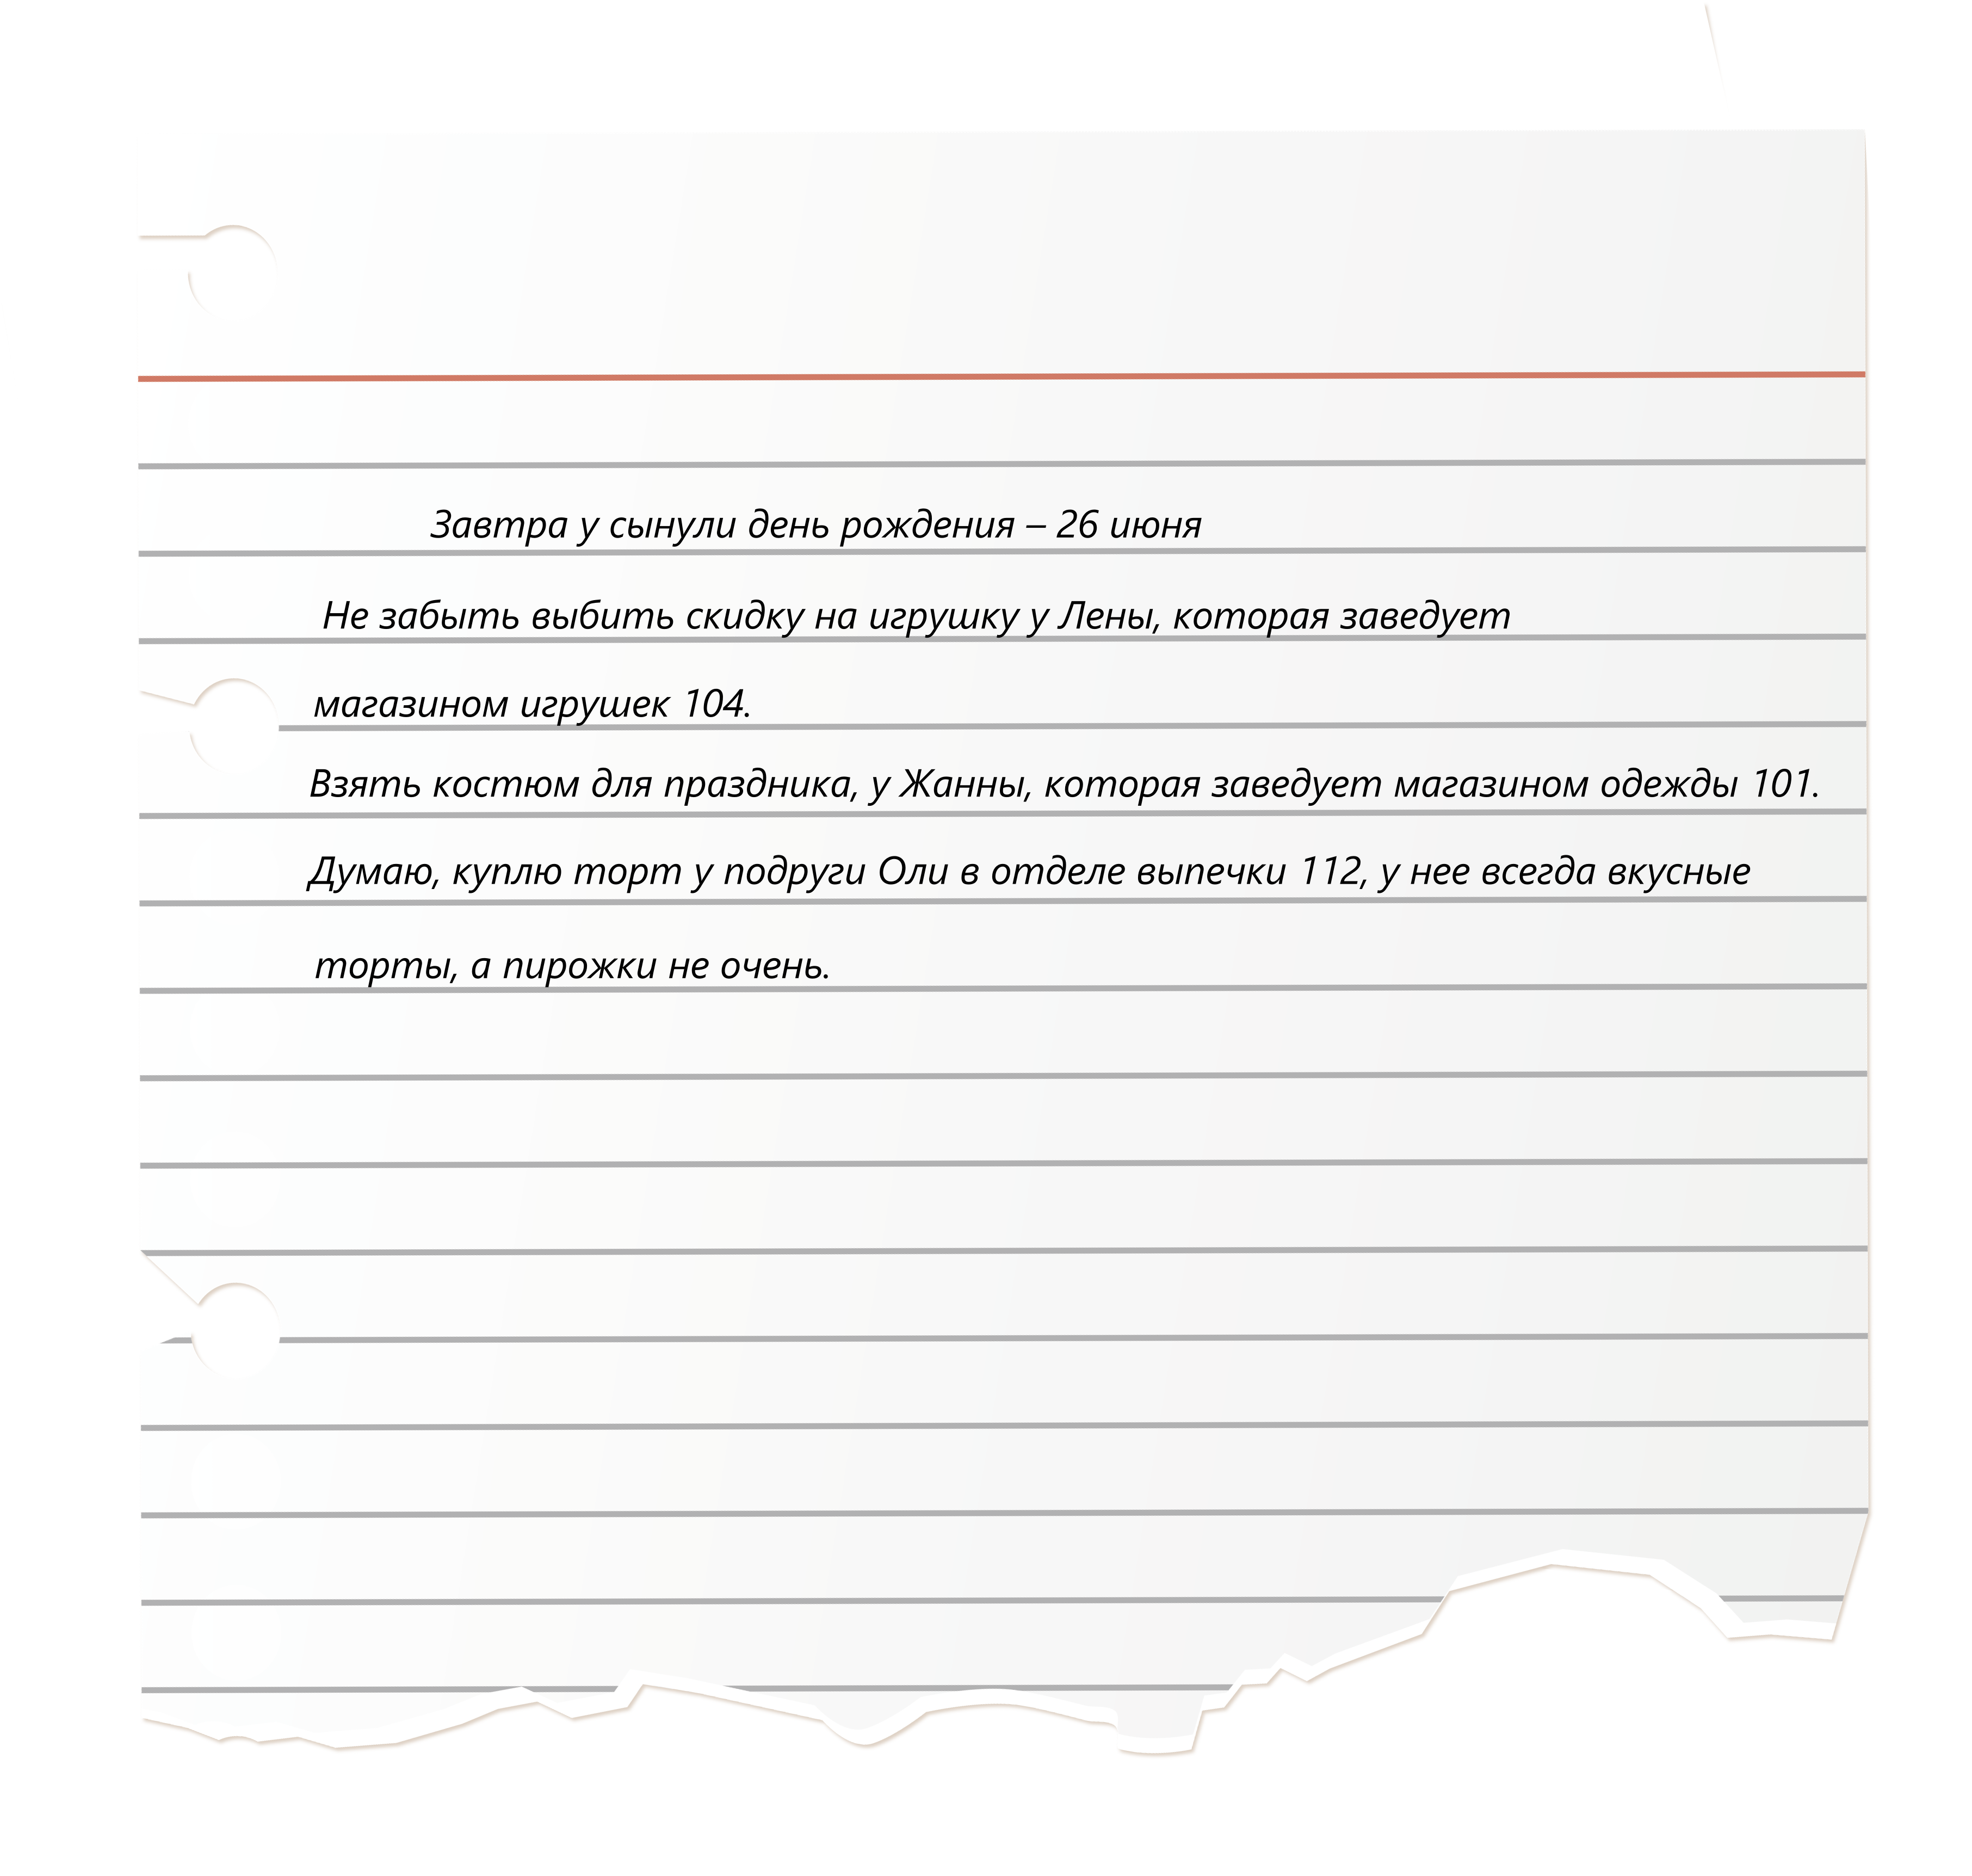 Завтра у сынули день рождения – 26 июня
Не забыть выбить скидку на игрушку у Лены, которая заведует
магазином игрушек 104.
Взять костюм для праздника, у Жанны, которая заведует магазином одежды 101.
Думаю, куплю торт у подруги Оли в отделе выпечки 112, у нее всегда вкусные
торты, а пирожки не очень.